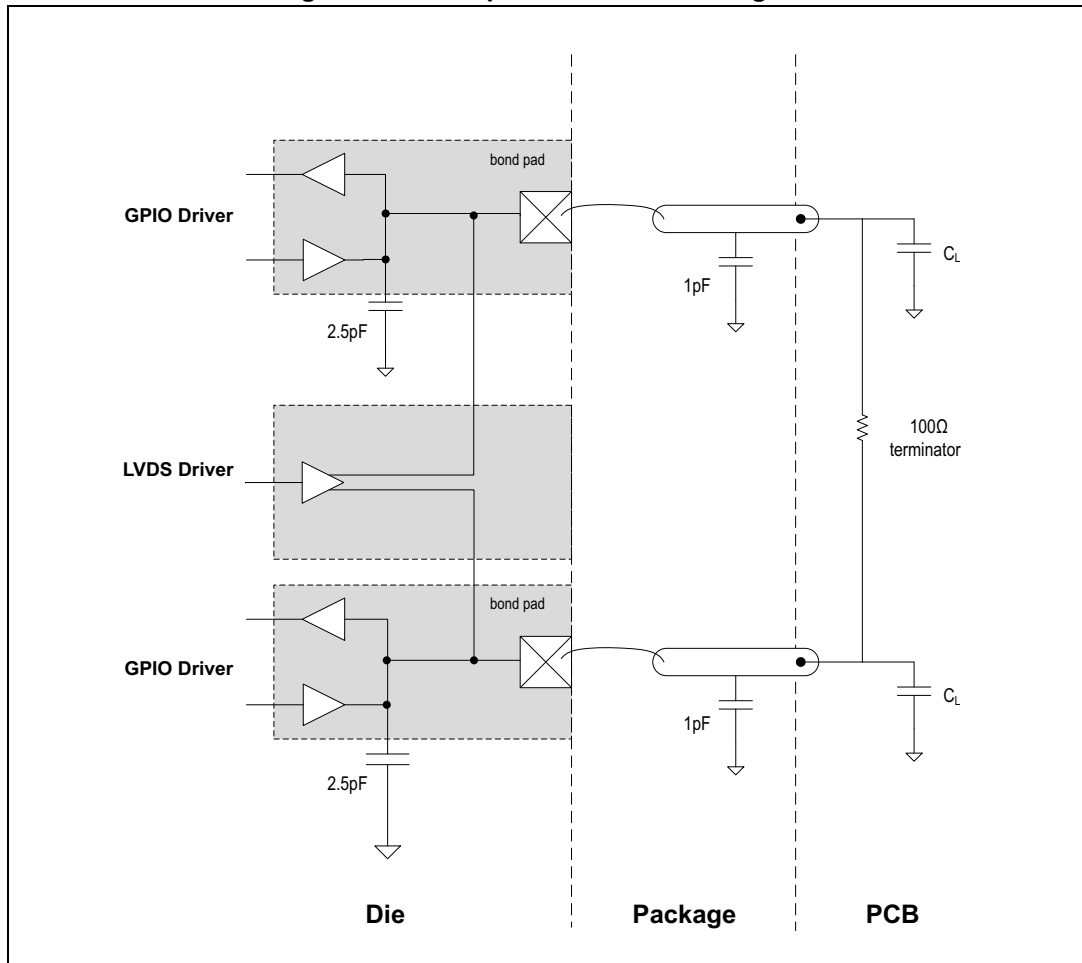 bond pad
GPIO Driver
2.5pF
1pF
C_L
LVDS Driver
100Ω
terminator
bond pad
GPIO Driver
2.5pF
1pF
C_L
Die
Package
PCB